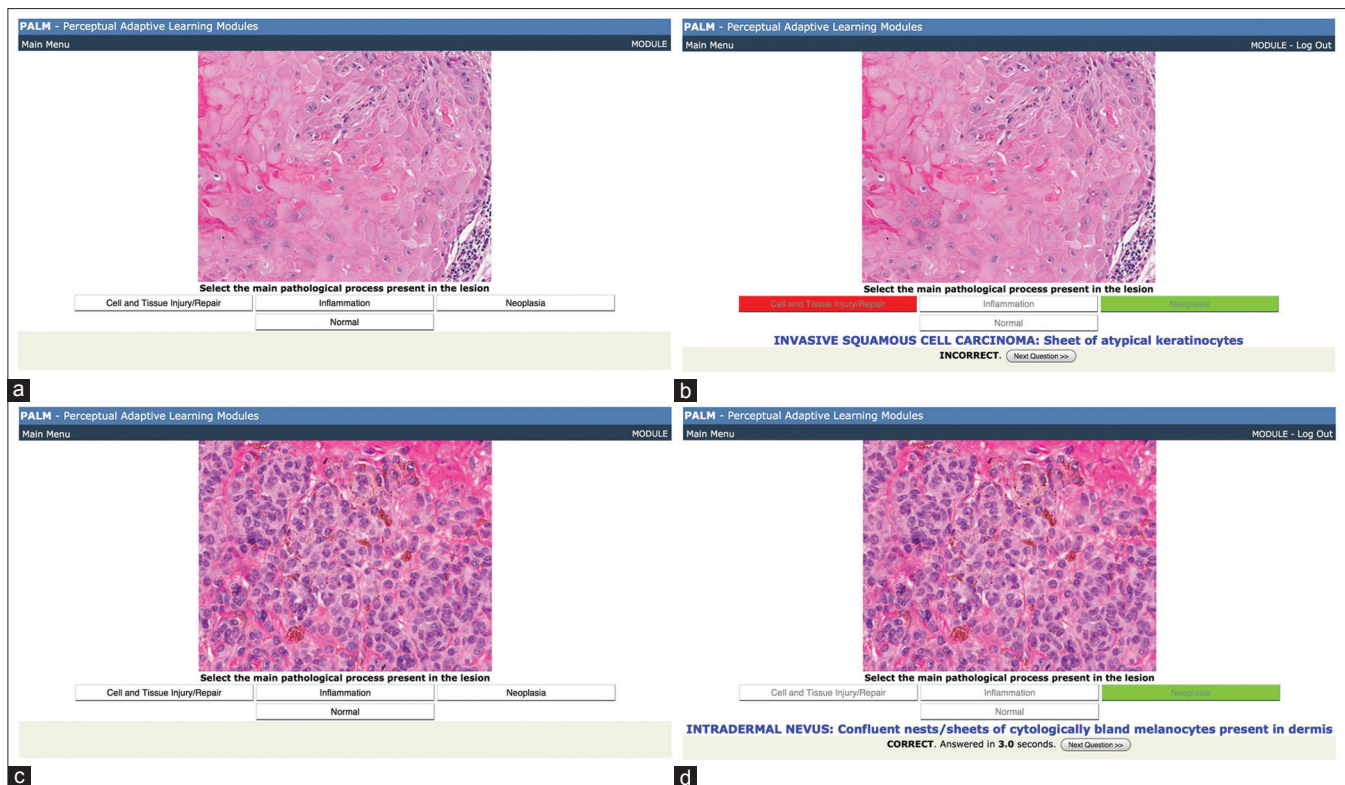 PALM - Perceptual Adaptive Learning Modules
Main Menu MODULE
Select the main pathological process present in the lesion
Cell and Tissue Injury/Repair Inflammation Neoplasia
Normal
a
PALM - Perceptual Adaptive Learning Modules
Main Menu MODULE - Log Out
Select the main pathological process present in the lesion
Cell and Tissue Injury/Repair Inflammation Neoplasia
Normal
INVASIVE SQUAMOUS CELL CARCINOMA: Sheet of atypical keratinocytes
INCORRECT. Next Question >>
b
PALM - Perceptual Adaptive Learning Modules
Main Menu MODULE
Select the main pathological process present in the lesion
Cell and Tissue Injury/Repair Inflammation Neoplasia
Normal
c
PALM - Perceptual Adaptive Learning Modules
Main Menu MODULE - Log Out
Select the main pathological process present in the lesion
Cell and Tissue Injury/Repair Inflammation Neoplasia
Normal
INTRADERMAL NEVUS: Confluent nests/sheets of cytologically bland melanocytes present in dermis
CORRECT. Answered in 3.0 seconds. Next Question >>
d